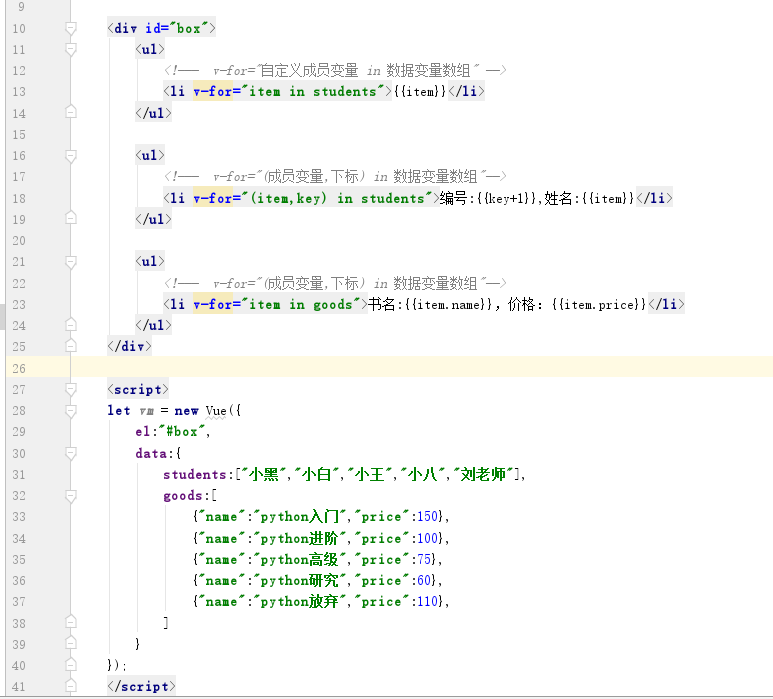 9
10 <div id="box">
11 <ul>
12 <!-- v-for="自定义成员变量 in 数据变量数组" -->
13 <li v-for="item in students">{{item}}</li>
14 </ul>
15
16 <ul>
17 <!-- v-for="(成员变量,下标) in 数据变量数组"-->
18 <li v-for="(item,key) in students">编号:{{key+1}},姓名:{{item}}</li>
19 </ul>
20
21 <ul>
22 <!-- v-for="(成员变量,下标) in 数据变量数组"-->
23 <li v-for="item in goods">书名:{{item.name}}，价格：{{item.price}}</li>
24 </ul>
25 </div>
26
27 <script>
28 let vm = new Vue({
29 el:"#box",
30 data:{
31 students:["小黑","小白","小王","小八","刘老师"],
32 goods:[
33 {"name":"python入门","price":150},
34 {"name":"python进阶","price":100},
35 {"name":"python高级","price":75},
36 {"name":"python研究","price":60},
37 {"name":"python放弃","price":110},
38 ]
39 }
40 });
41 </script>